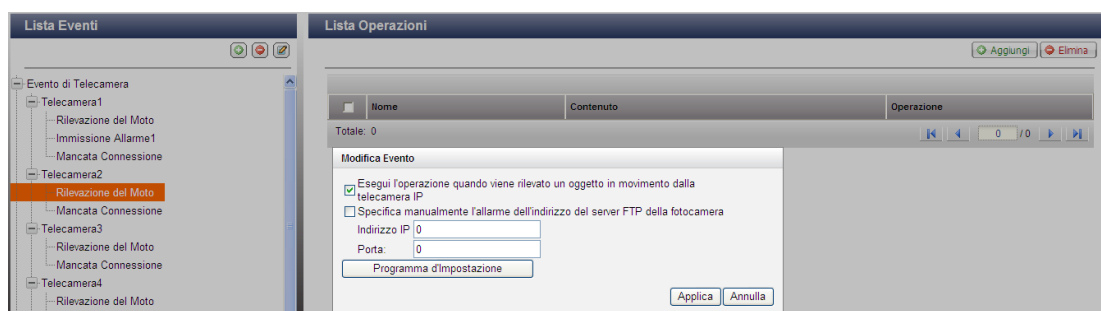 Lista Eventi
Evento di Telecamera
Telecamera1
Rilevazione del Moto
Immissione Allarme1
Mancata Connessione
Telecamera2
Rilevazione del Moto
Mancata Connessione
Telecamera3
Rilevazione del Moto
Mancata Connessione
Telecamera4
Rilevazione del Moto
Lista Operazioni
Aggiungi Elimina
Nome Contenuto Operazione
Totale: 0 0 / 0
Modifica Evento
Esegui l'operazione quando viene rilevato un oggetto in movimento dalla
telecamera IP
Specifica manualmente l'allarme dell'indirizzo del server FTP della fotocamera
Indirizzo IP 0
Porta: 0
Programma d'Impostazione
Applica Annulla